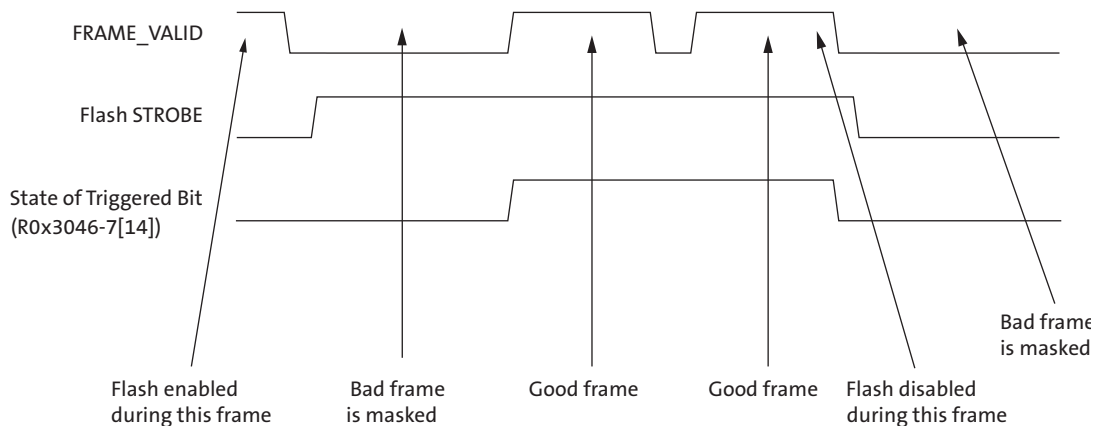 FRAME_VALID
Flash STROBE
State of Triggered Bit
(R0x3046-7[14])
Bad frame
is masked
Flash enabled
during this frame
Bad frame
is masked
Good frame
Good frame
Flash disabled
during this frame